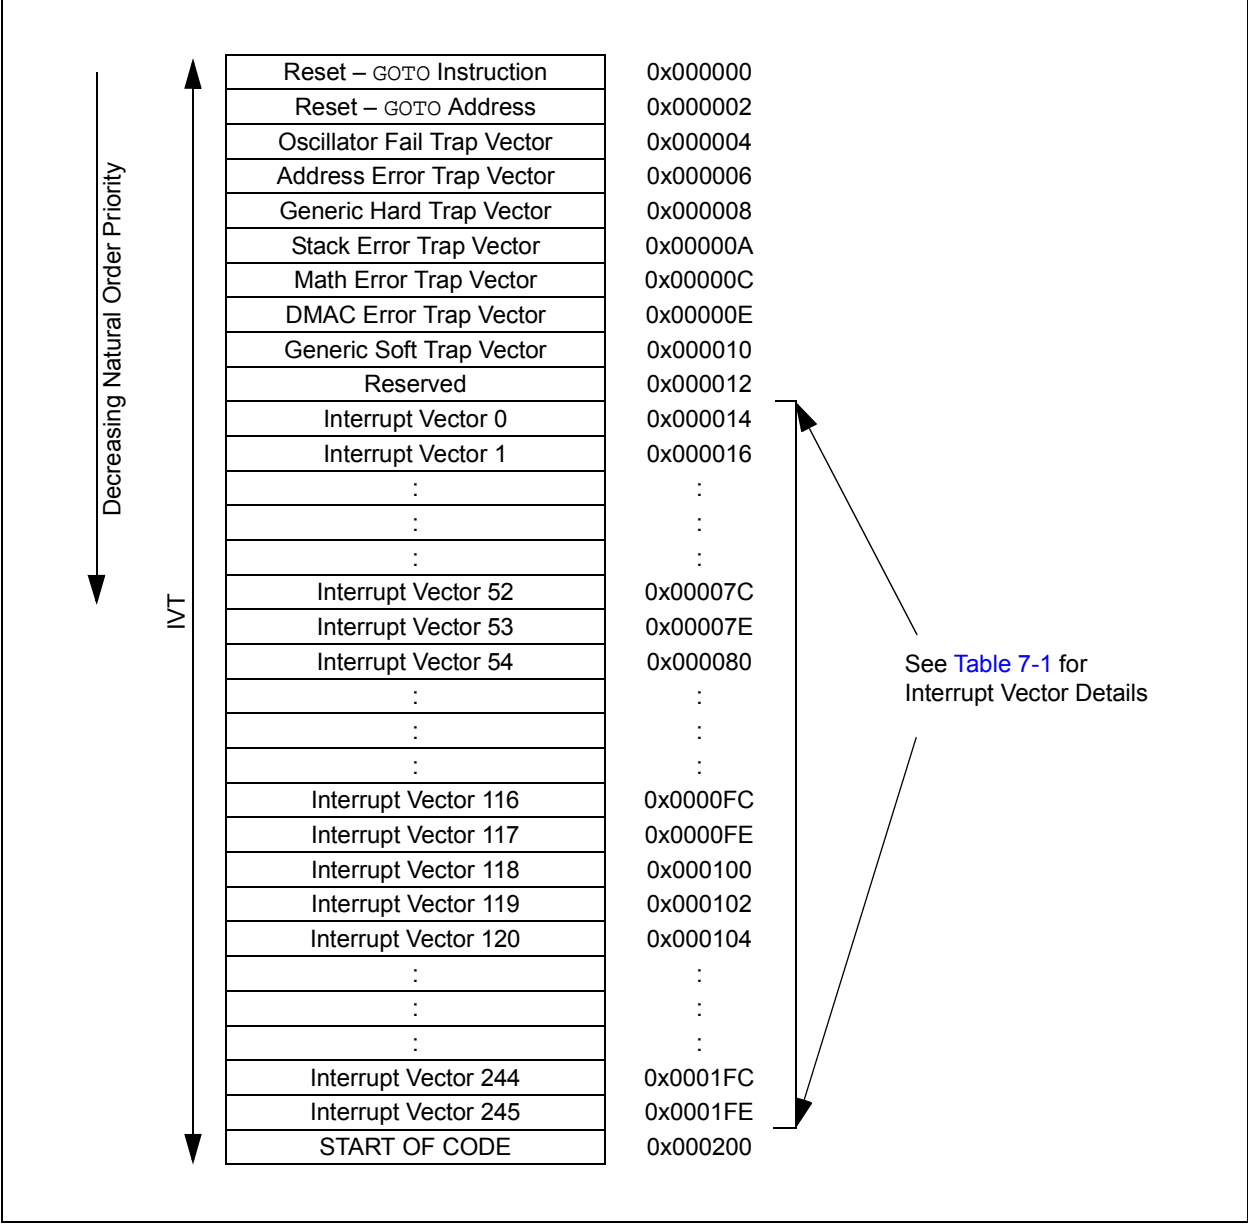 Decreasing Natural Order Priority
IVT
Reset – GOTO Instruction 0x000000
Reset – GOTO Address 0x000002
Oscillator Fail Trap Vector 0x000004
Address Error Trap Vector 0x000006
Generic Hard Trap Vector 0x000008
Stack Error Trap Vector 0x00000A
Math Error Trap Vector 0x00000C
DMAC Error Trap Vector 0x00000E
Generic Soft Trap Vector 0x000010
Reserved 0x000012
Interrupt Vector 0 0x000014
Interrupt Vector 1 0x000016
: :
: :
: :
Interrupt Vector 52 0x00007C
Interrupt Vector 53 0x00007E
Interrupt Vector 54 0x000080
: :
: :
: :
Interrupt Vector 116 0x0000FC
Interrupt Vector 117 0x0000FE
Interrupt Vector 118 0x000100
Interrupt Vector 119 0x000102
Interrupt Vector 120 0x000104
: :
: :
: :
Interrupt Vector 244 0x0001FC
Interrupt Vector 245 0x0001FE
START OF CODE 0x000200
See Table 7-1 for
Interrupt Vector Details